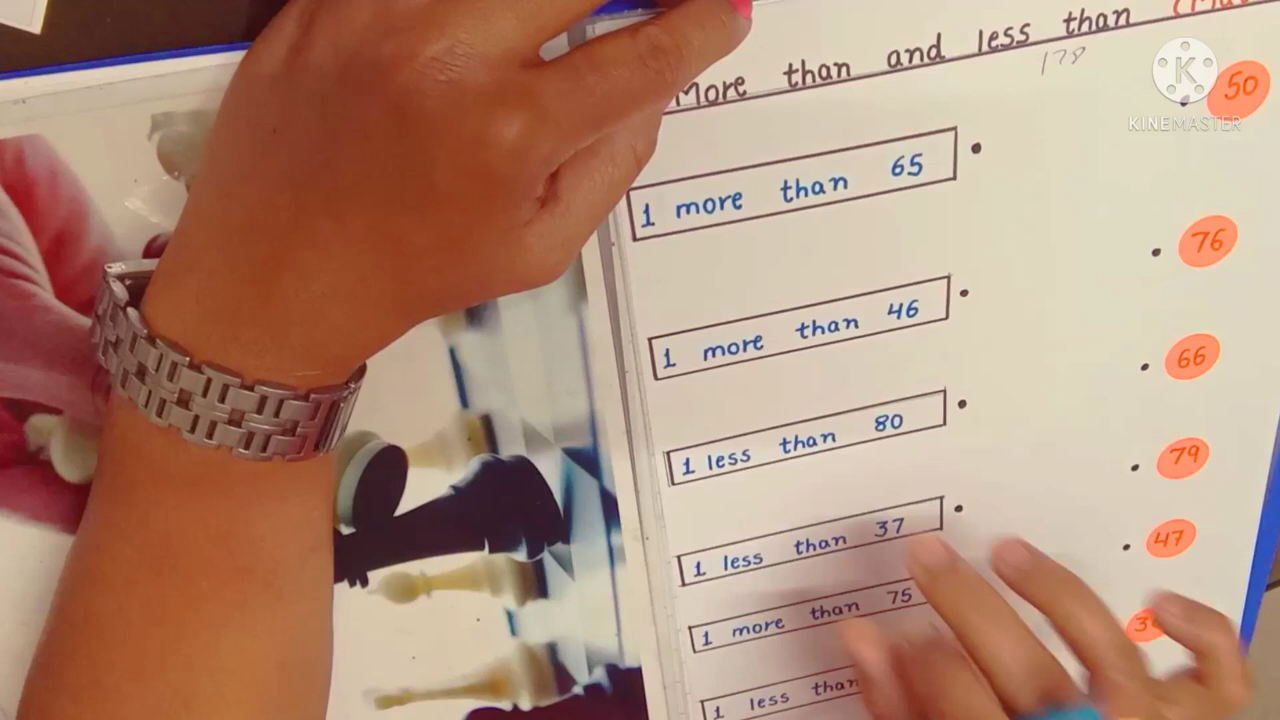 More than and less than
178
KINEMASTER
50
1 more than 65
76
1 more than 46
66
1 less than 80
79
1 less than 37
47
1 more than 75
1 less than